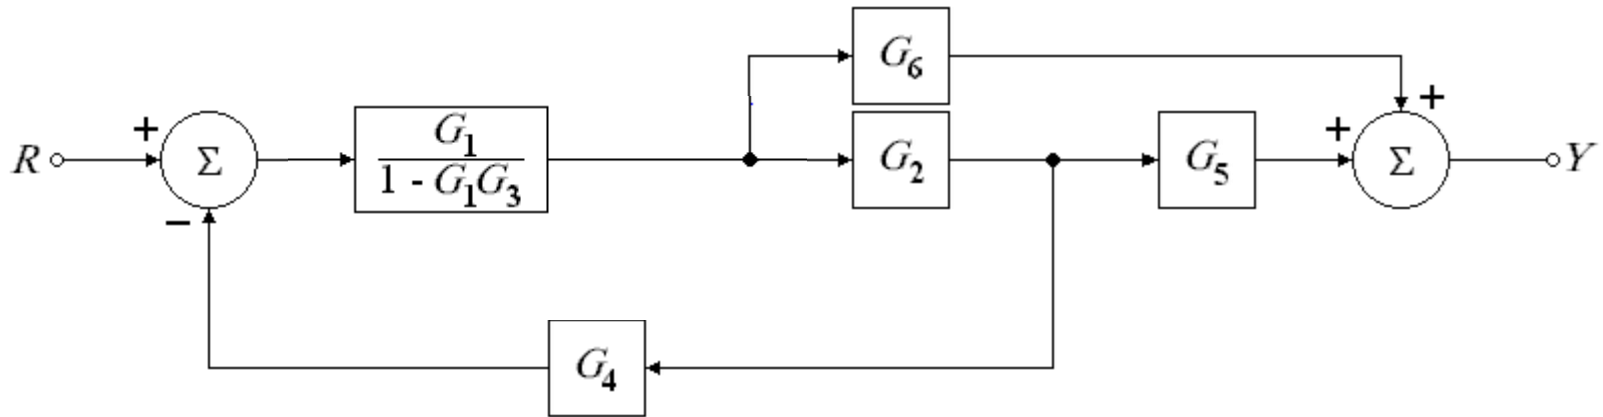 G6
+
+ + G1
R Σ 1 - G1G3 G2 G5 Σ Y
−
G4